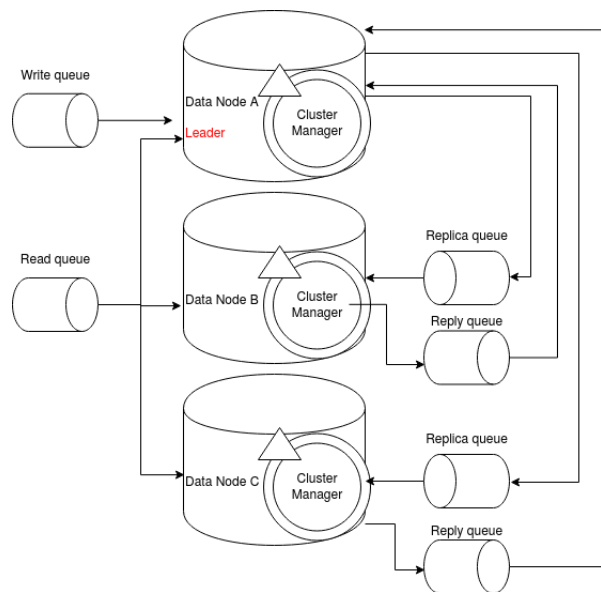 Write queue
Data Node A
Cluster
Manager
Leader
Read queue
Replica queue
Data Node B
Cluster
Manager
Reply queue
Replica queue
Data Node C
Cluster
Manager
Reply queue